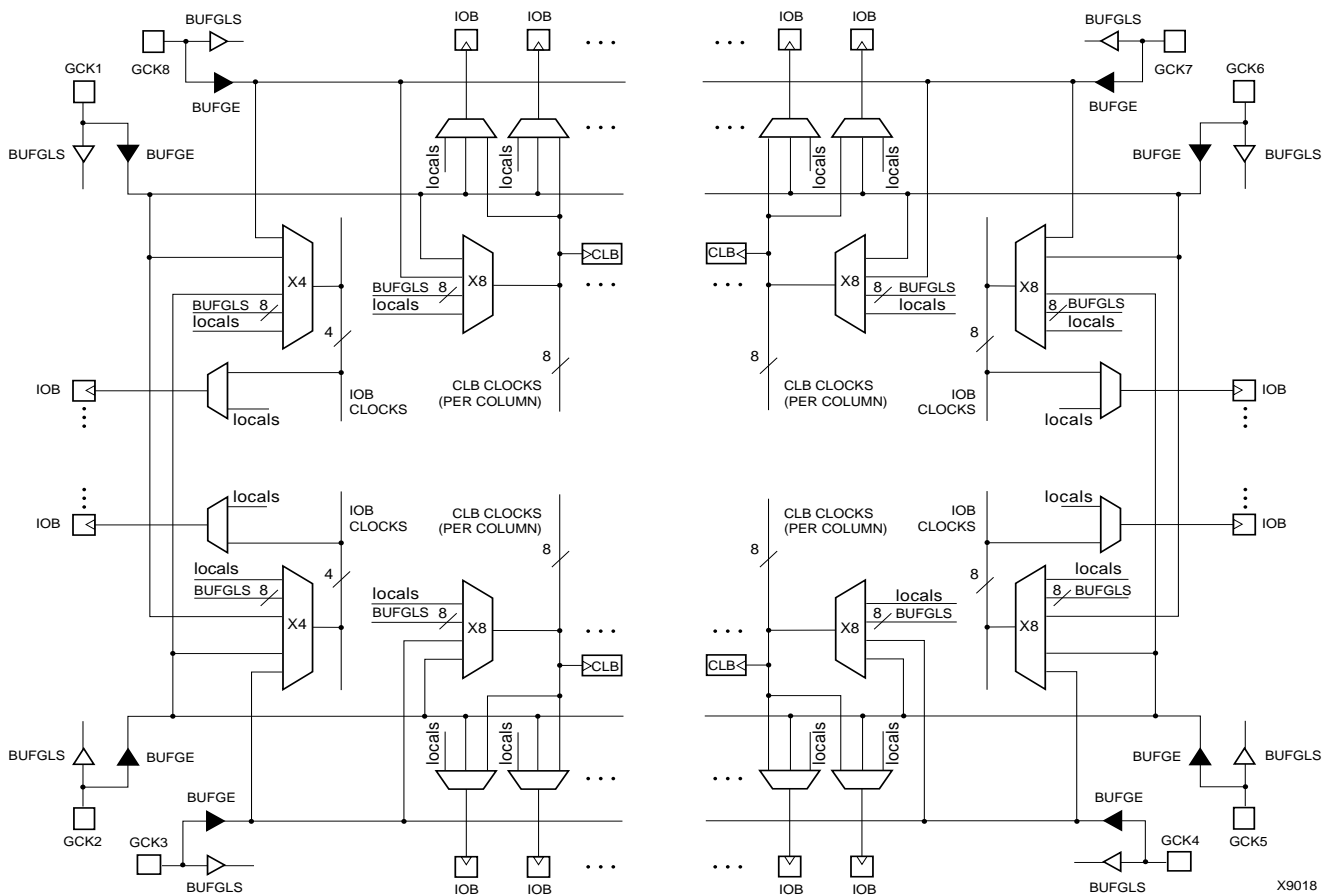 BUFGLS
IOB
IOB
BUFGLS
GCK8
GCK7
GCK1
GCK6
BUFGE
BUFGE
BUFGLS
BUFGE
BUFGE
BUFGLS
locals
locals
locals
locals
CLB
CLB
X4
X8
X8
X8
BUFGLS 8
locals
BUFGLS 8
locals
8 BUFGLS
locals
8 BUFGLS
locals
4
8
8
8
IOB
IOB
CLOCKS
CLB CLOCKS
(PER COLUMN)
CLB CLOCKS
(PER COLUMN)
IOB
CLOCKS
IOB
locals
locals
IOB
locals
IOB
CLOCKS
CLB CLOCKS
(PER COLUMN)
CLB CLOCKS
(PER COLUMN)
IOB
CLOCKS
locals
IOB
4
8
8
8
locals
BUFGLS 8
locals
BUFGLS 8
locals
8 BUFGLS
locals
8 BUFGLS
X4
X8
X8
X8
CLB
CLB
locals
locals
locals
locals
BUFGLS
BUFGE
BUFGE
BUFGLS
BUFGE
BUFGE
GCK2
GCK3
GCK4
GCK5
BUFGLS
IOB
IOB
IOB
IOB
BUFGLS
X9018